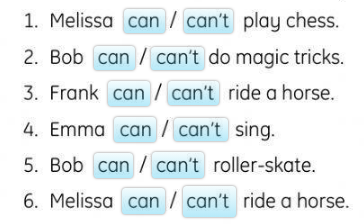 1. Melissa can / can't play chess.
2. Bob can / can't do magic tricks.
3. Frank can / can't ride a horse.
4. Emma can / can't sing.
5. Bob can / can't roller-skate.
6. Melissa can / can't ride a horse.